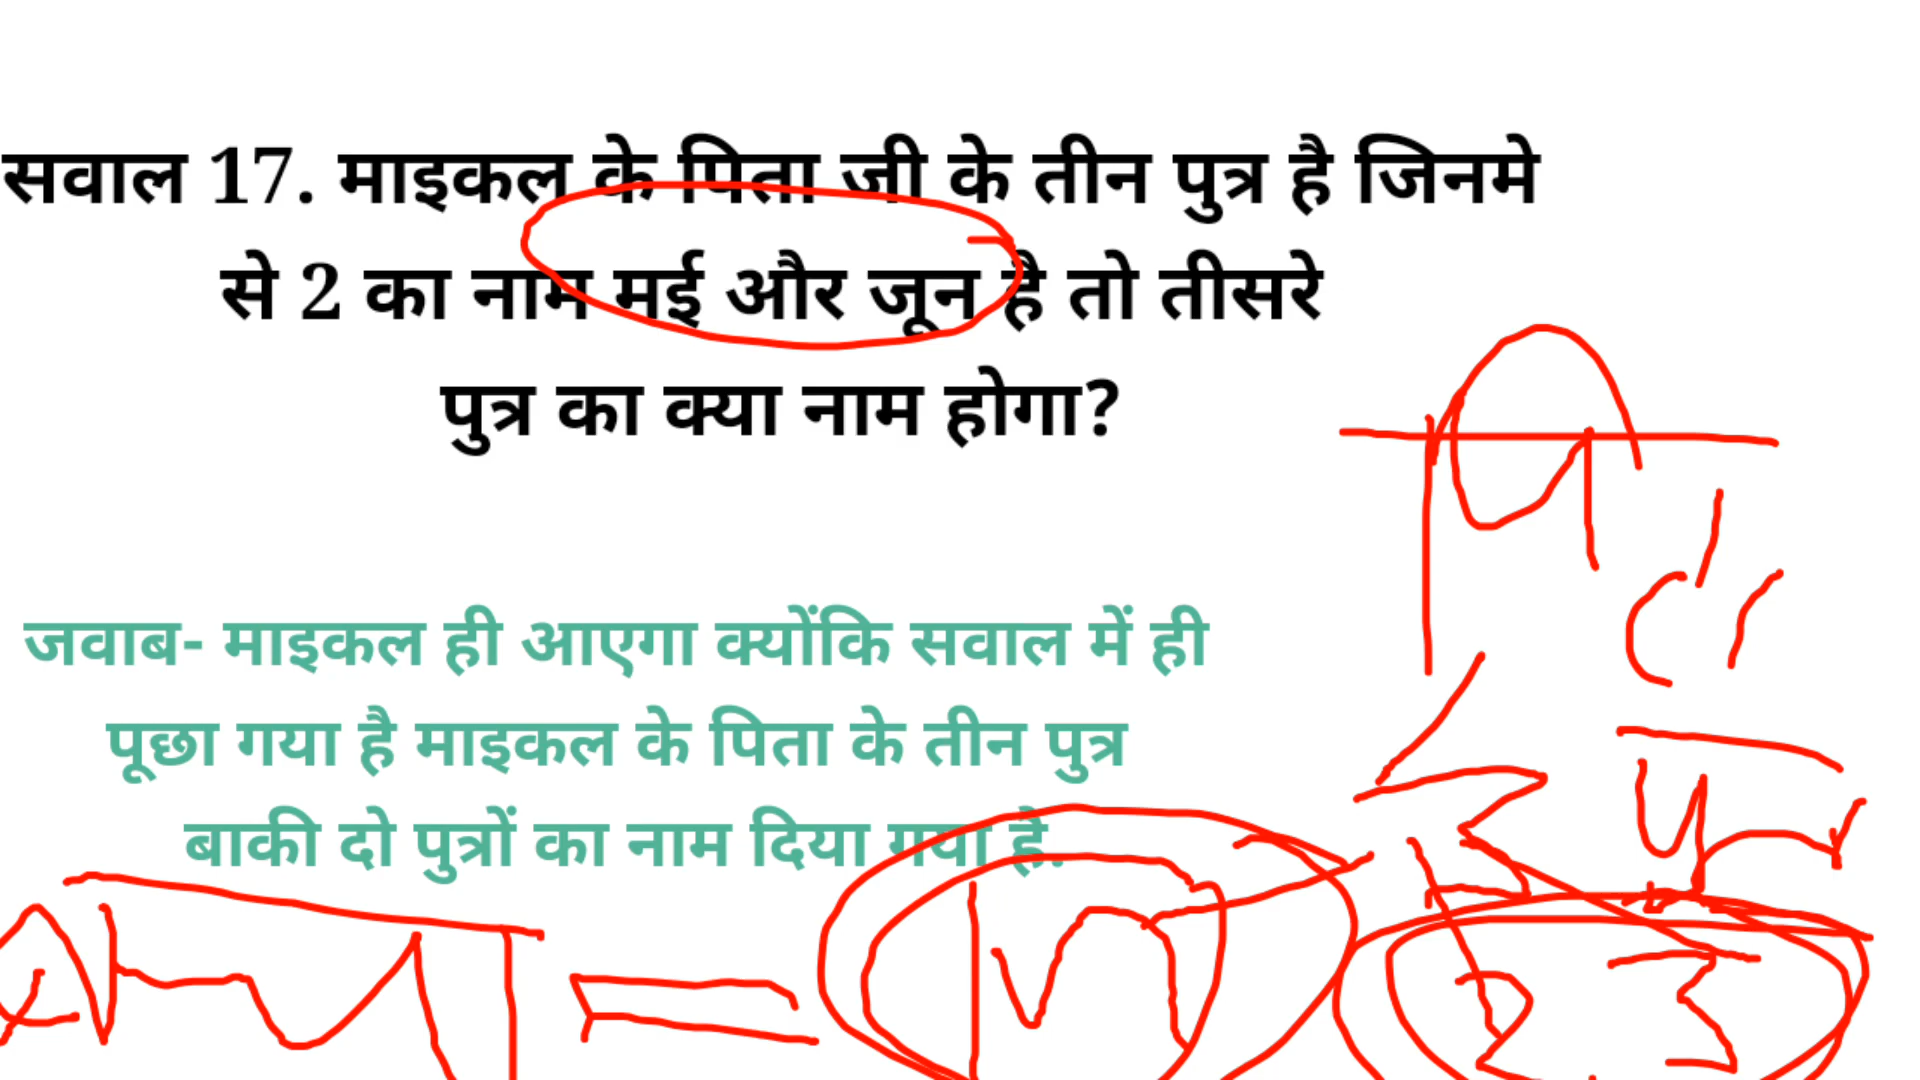 सवाल 17. माइकल के पिता जी के तीन पुत्र है जिनमे
से 2 का नाम मई और जून है तो तीसरे
पुत्र का क्या नाम होगा?
जवाब- माइकल ही आएगा क्योंकि सवाल में ही
पूछा गया है माइकल के पिता के तीन पुत्र
बाकी दो पुत्रों का नाम दिया गया है.